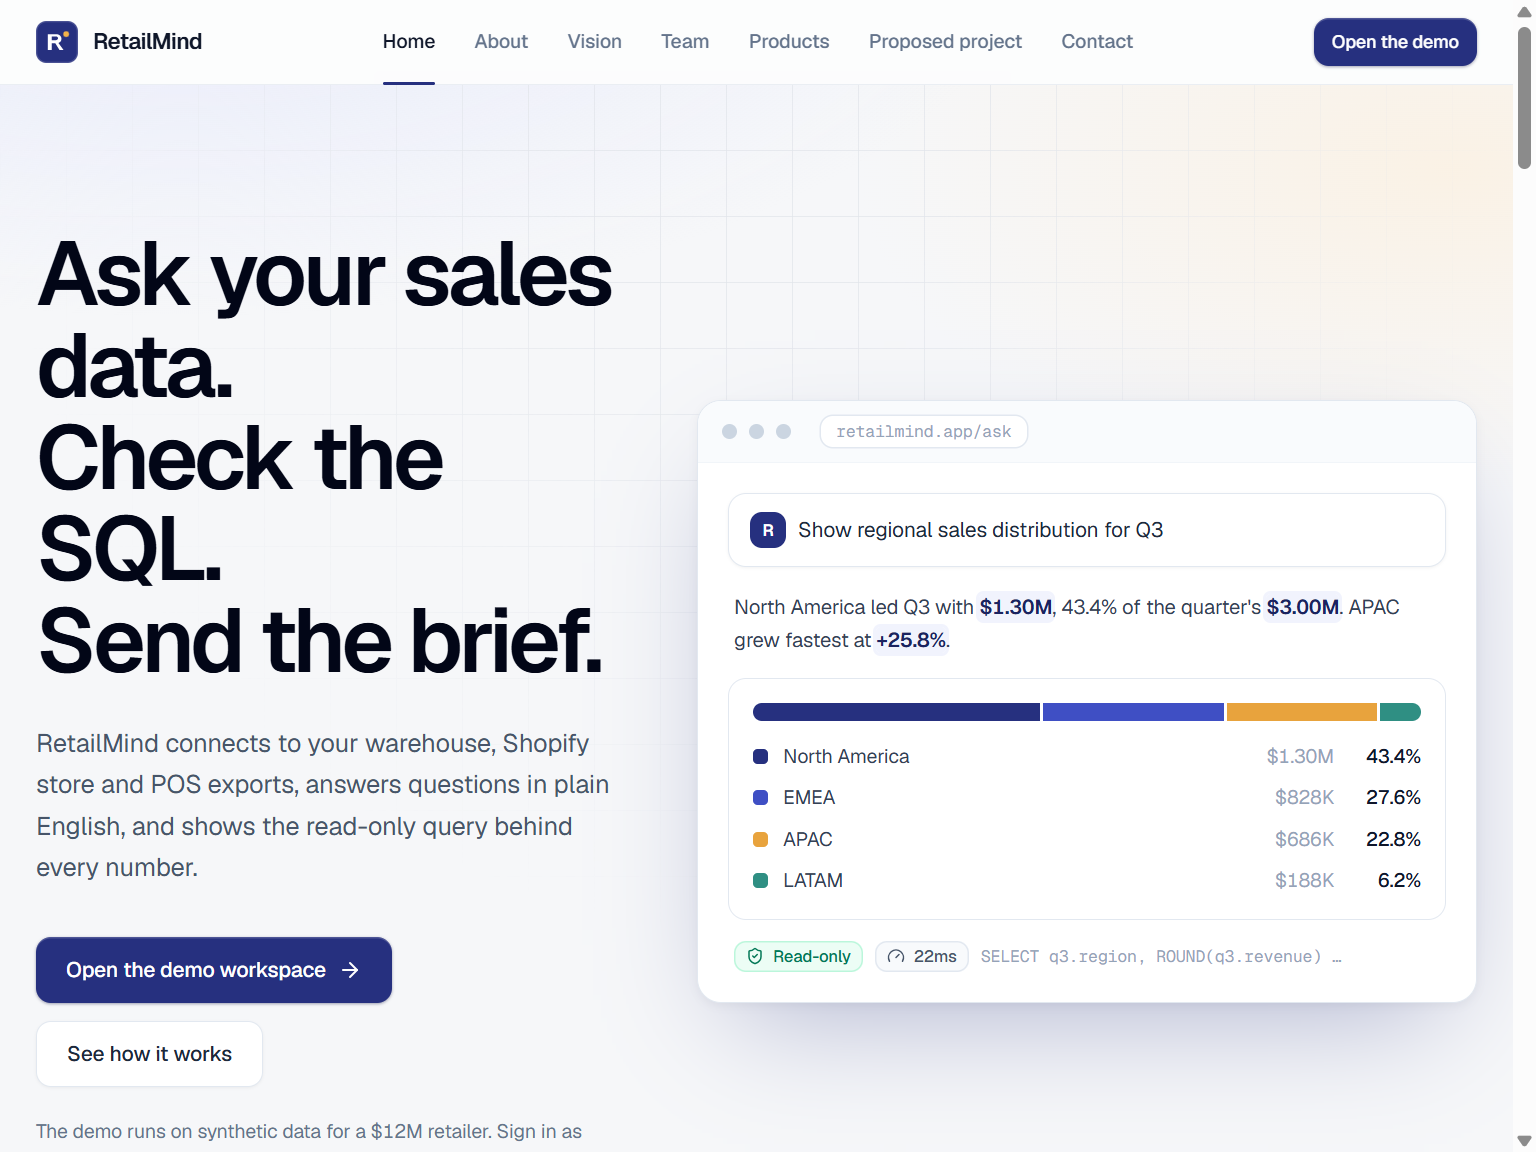 R RetailMind
Home About Vision Team Products Proposed project Contact
Open the demo
Ask your sales
data.
Check the
SQL.
Send the brief.
RetailMind connects to your warehouse, Shopify
store and POS exports, answers questions in plain
English, and shows the read-only query behind
every number.
Open the demo workspace →
See how it works
The demo runs on synthetic data for a $12M retailer. Sign in as
retailmind.app/ask
R Show regional sales distribution for Q3
North America led Q3 with $1.30M, 43.4% of the quarter's $3.00M. APAC
grew fastest at +25.8%.
North America $1.30M 43.4%
EMEA $828K 27.6%
APAC $686K 22.8%
LATAM $188K 6.2%
Read-only 22ms SELECT q3.region, ROUND(q3.revenue) …